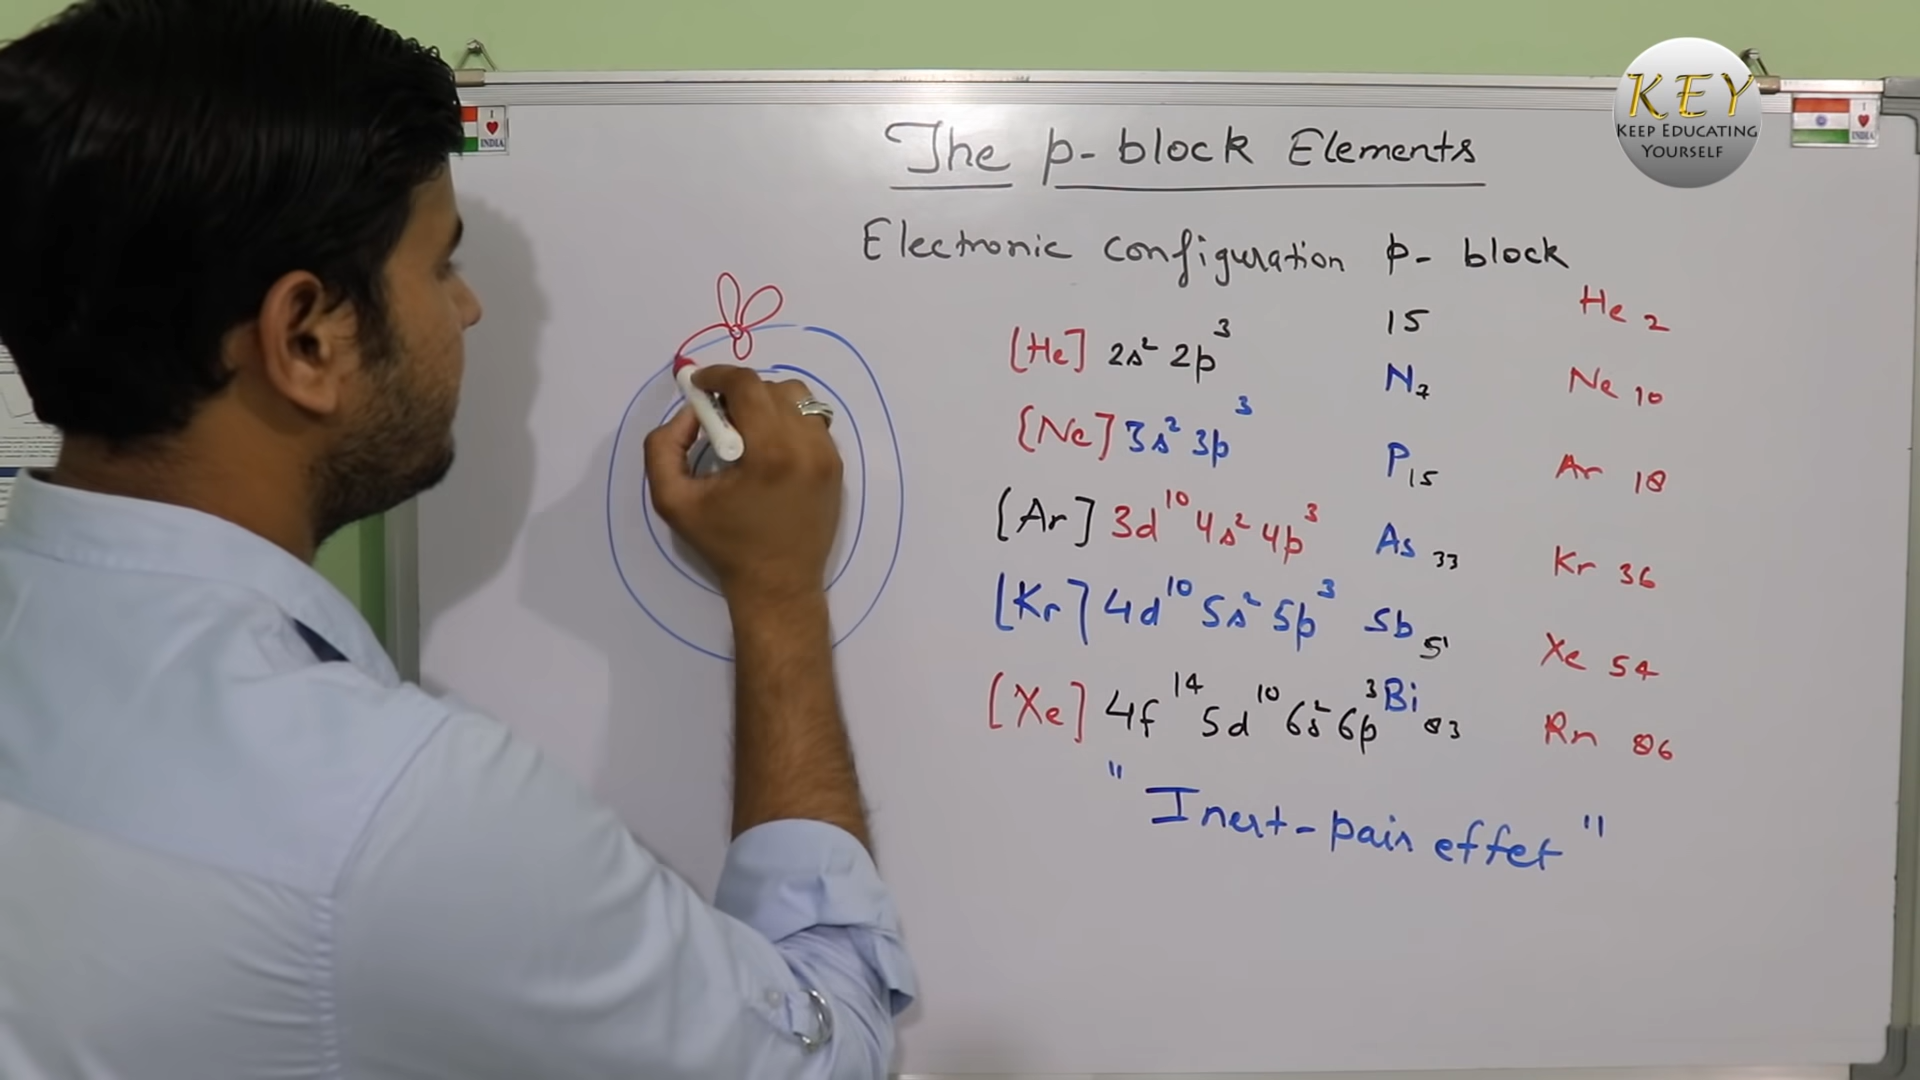 KEY
KEEP EDUCATING
YOURSELF
I ♥ INDIA
I ♥ INDIA
The p-block Elements
Electronic configuration p-block
[He] 2s² 2p³ 15 He 2
[Ne] 3s² 3p³ N 7 Ne 10
[Ar] 3d¹⁰ 4s² 4p³ P 15 Ar 18
[Kr] 4d¹⁰ 5s² 5p³ As 33 Kr 36
[Xe] 4f¹⁴ 5d¹⁰ 6s² 6p³ Sb 51 Xe 54
Bi 83 Rn 86
"Inert-pair effet"